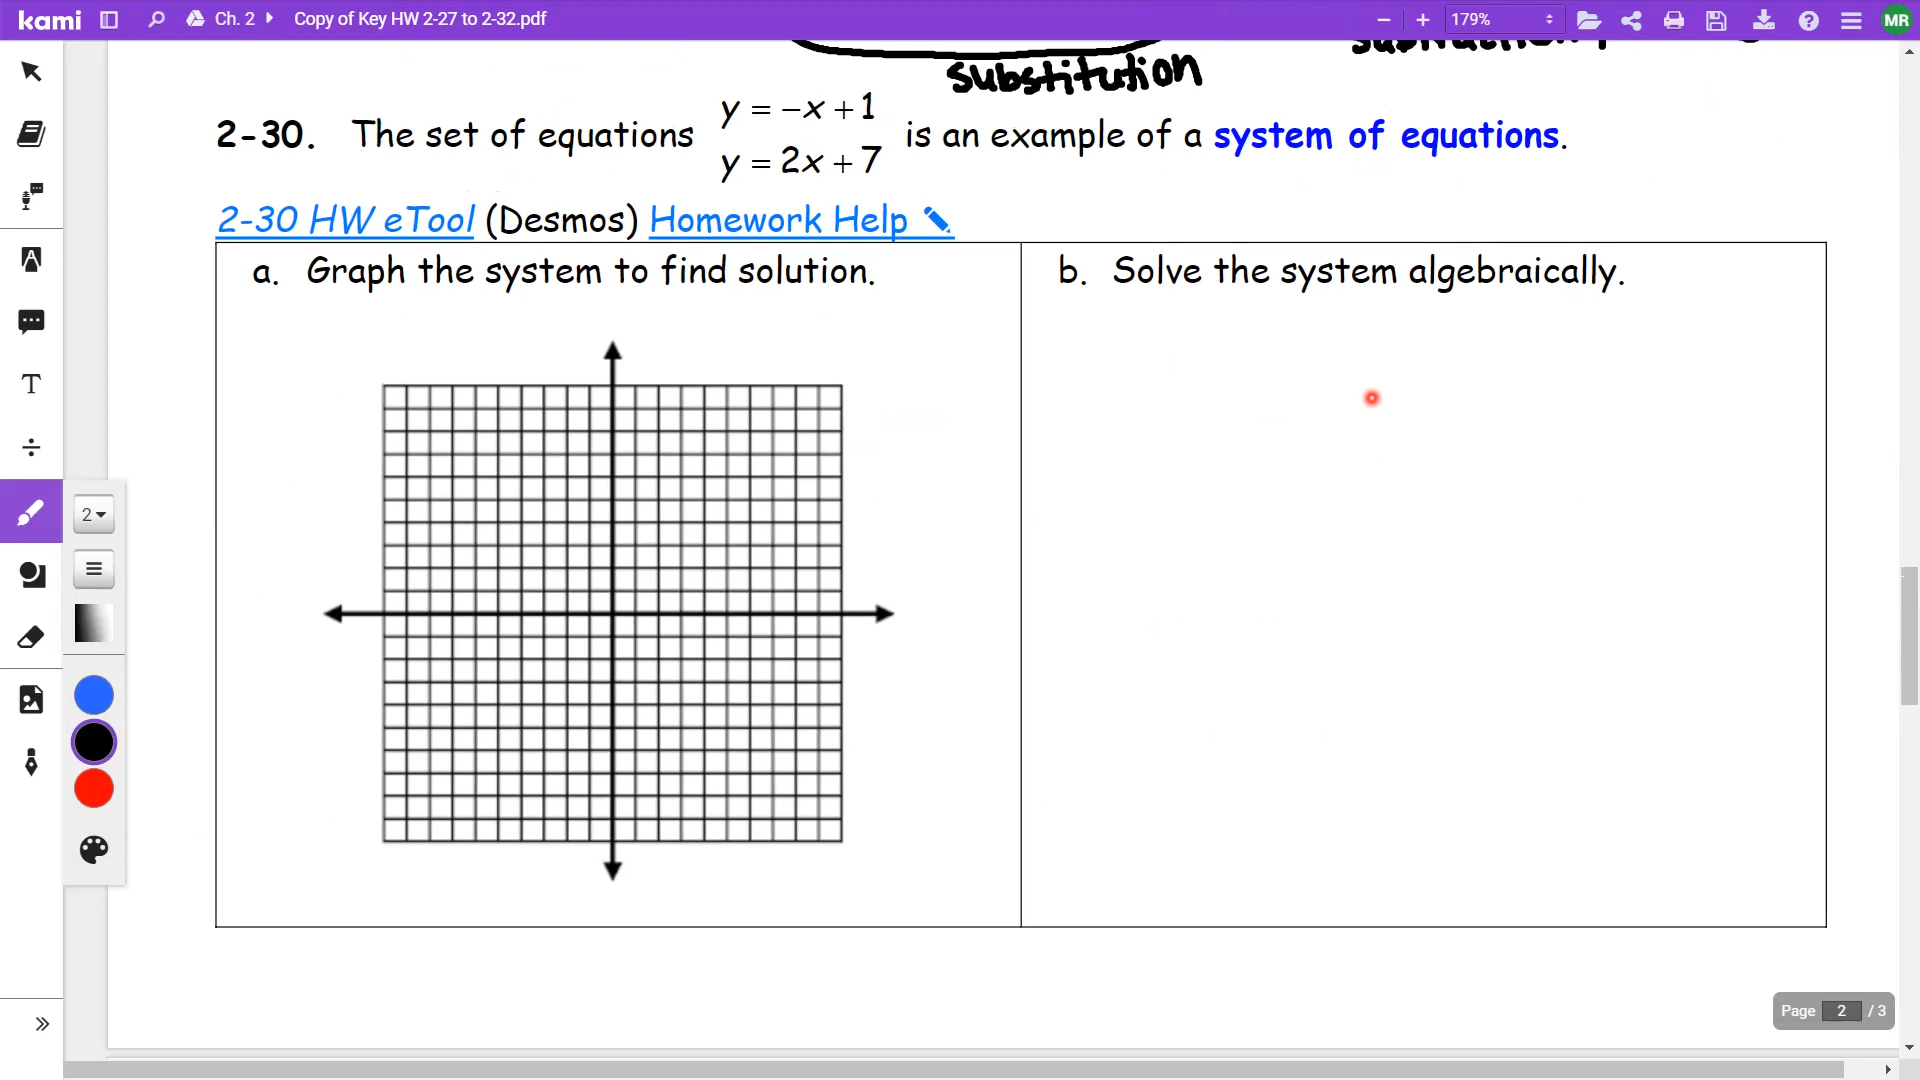 kami Ch. 2 Copy of Key HW 2-27 to 2-32.pdf 179% MR
substitution
2-30. The set of equations y = −x + 1 is an example of a system of equations.
y = 2x + 7
2-30 HW eTool (Desmos) Homework Help
a. Graph the system to find solution.
b. Solve the system algebraically.
T
2
Page 2 / 3